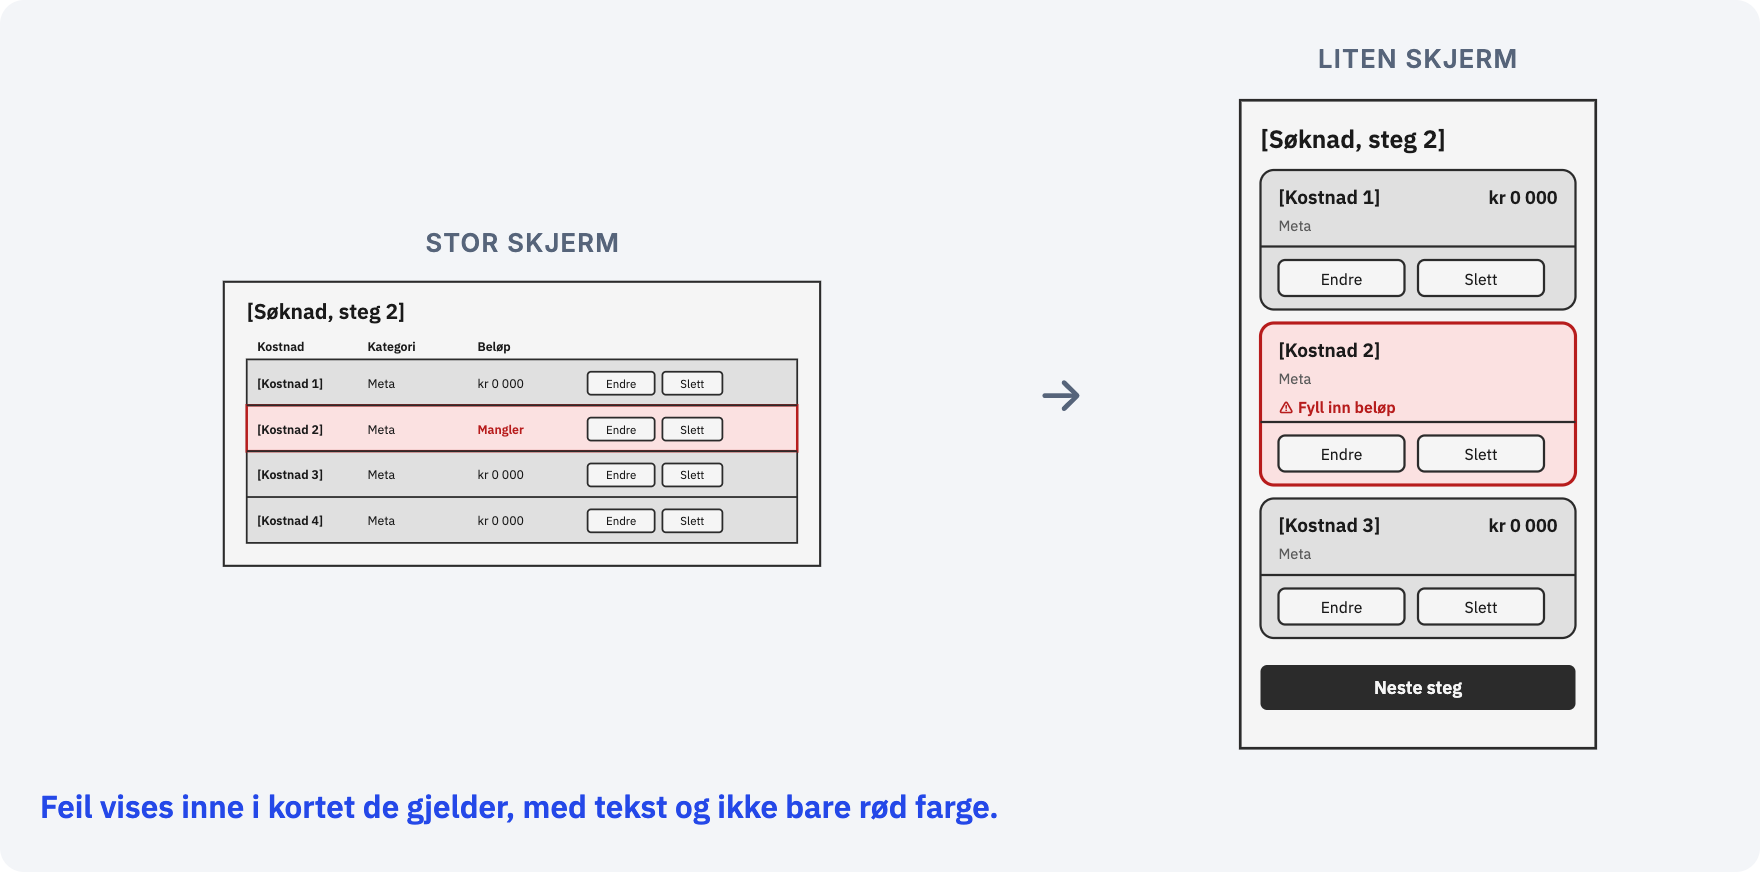 STOR SKJERM
[Søknad, steg 2]
Kostnad Kategori Beløp
[Kostnad 1] Meta kr 0 000 Endre Slett
[Kostnad 2] Meta Mangler Endre Slett
[Kostnad 3] Meta kr 0 000 Endre Slett
[Kostnad 4] Meta kr 0 000 Endre Slett
LITEN SKJERM
[Søknad, steg 2]
[Kostnad 1] kr 0 000
Meta
Endre Slett
[Kostnad 2]
Meta
Fyll inn beløp
Endre Slett
[Kostnad 3] kr 0 000
Meta
Endre Slett
Neste steg
Feil vises inne i kortet de gjelder, med tekst og ikke bare rød farge.